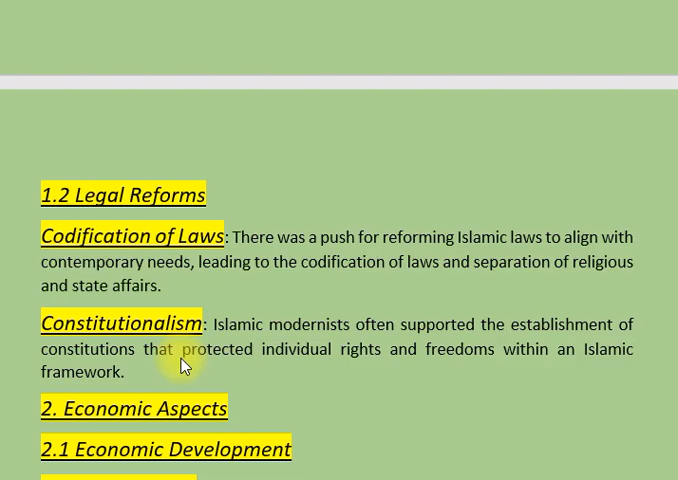 1.2 Legal Reforms
Codification of Laws: There was a push for reforming Islamic laws to align with
contemporary needs, leading to the codification of laws and separation of religious
and state affairs.
Constitutionalism: Islamic modernists often supported the establishment of
constitutions that protected individual rights and freedoms within an Islamic
framework.
2. Economic Aspects
2.1 Economic Development